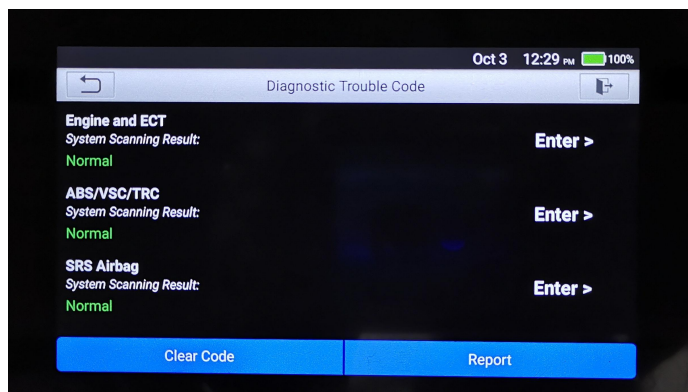 Oct 3 12:29 PM 100%
Diagnostic Trouble Code
Engine and ECT
System Scanning Result:
Enter >
Normal
ABS/VSC/TRC
System Scanning Result:
Enter >
Normal
SRS Airbag
System Scanning Result:
Enter >
Normal
Clear Code Report